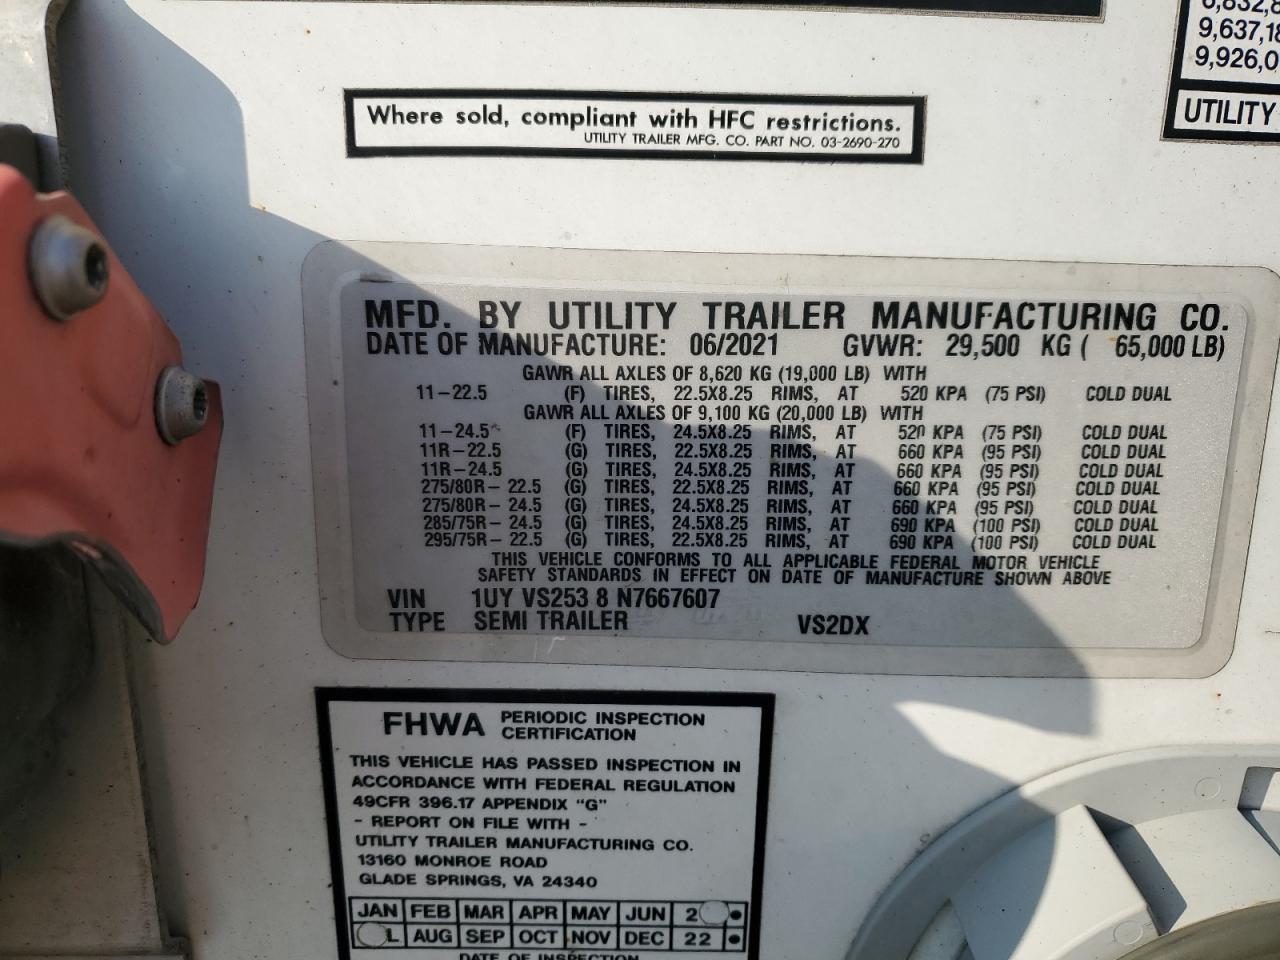 6,832,8
9,637,18
9,926,0
UTILITY
Where sold, compliant with HFC restrictions.
UTILITY TRAILER MFG. CO. PART NO. 03-2690-270
MFD. BY UTILITY TRAILER MANUFACTURING CO.
DATE OF MANUFACTURE: 06/2021 GVWR: 29,500 KG ( 65,000 LB)
GAWR ALL AXLES OF 8,620 KG (19,000 LB) WITH
11-22.5 (F) TIRES, 22.5X8.25 RIMS, AT 520 KPA (75 PSI) COLD DUAL
GAWR ALL AXLES OF 9,100 KG (20,000 LB) WITH
11-24.5 (F) TIRES, 24.5X8.25 RIMS, AT 520 KPA (75 PSI) COLD DUAL
11R-22.5 (G) TIRES, 22.5X8.25 RIMS, AT 660 KPA (95 PSI) COLD DUAL
11R-24.5 (G) TIRES, 24.5X8.25 RIMS, AT 660 KPA (95 PSI) COLD DUAL
275/80R-22.5 (G) TIRES, 22.5X8.25 RIMS, AT 660 KPA (95 PSI) COLD DUAL
275/80R-24.5 (G) TIRES, 24.5X8.25 RIMS, AT 660 KPA (95 PSI) COLD DUAL
285/75R-24.5 (G) TIRES, 24.5X8.25 RIMS, AT 690 KPA (100 PSI) COLD DUAL
295/75R-22.5 (G) TIRES, 22.5X8.25 RIMS, AT 690 KPA (100 PSI) COLD DUAL
THIS VEHICLE CONFORMS TO ALL APPLICABLE FEDERAL MOTOR VEHICLE
SAFETY STANDARDS IN EFFECT ON DATE OF MANUFACTURE SHOWN ABOVE
VIN 1UY VS253 8 N7667607
TYPE SEMI TRAILER VS2DX
FHWA PERIODIC INSPECTION
CERTIFICATION
THIS VEHICLE HAS PASSED INSPECTION IN
ACCORDANCE WITH FEDERAL REGULATION
49CFR 396.17 APPENDIX "G"
- REPORT ON FILE WITH -
UTILITY TRAILER MANUFACTURING CO.
13160 MONROE ROAD
GLADE SPRINGS, VA 24340
JAN FEB MAR APR MAY JUN 2
L AUG SEP OCT NOV DEC 22
DATE OF INSPECTION